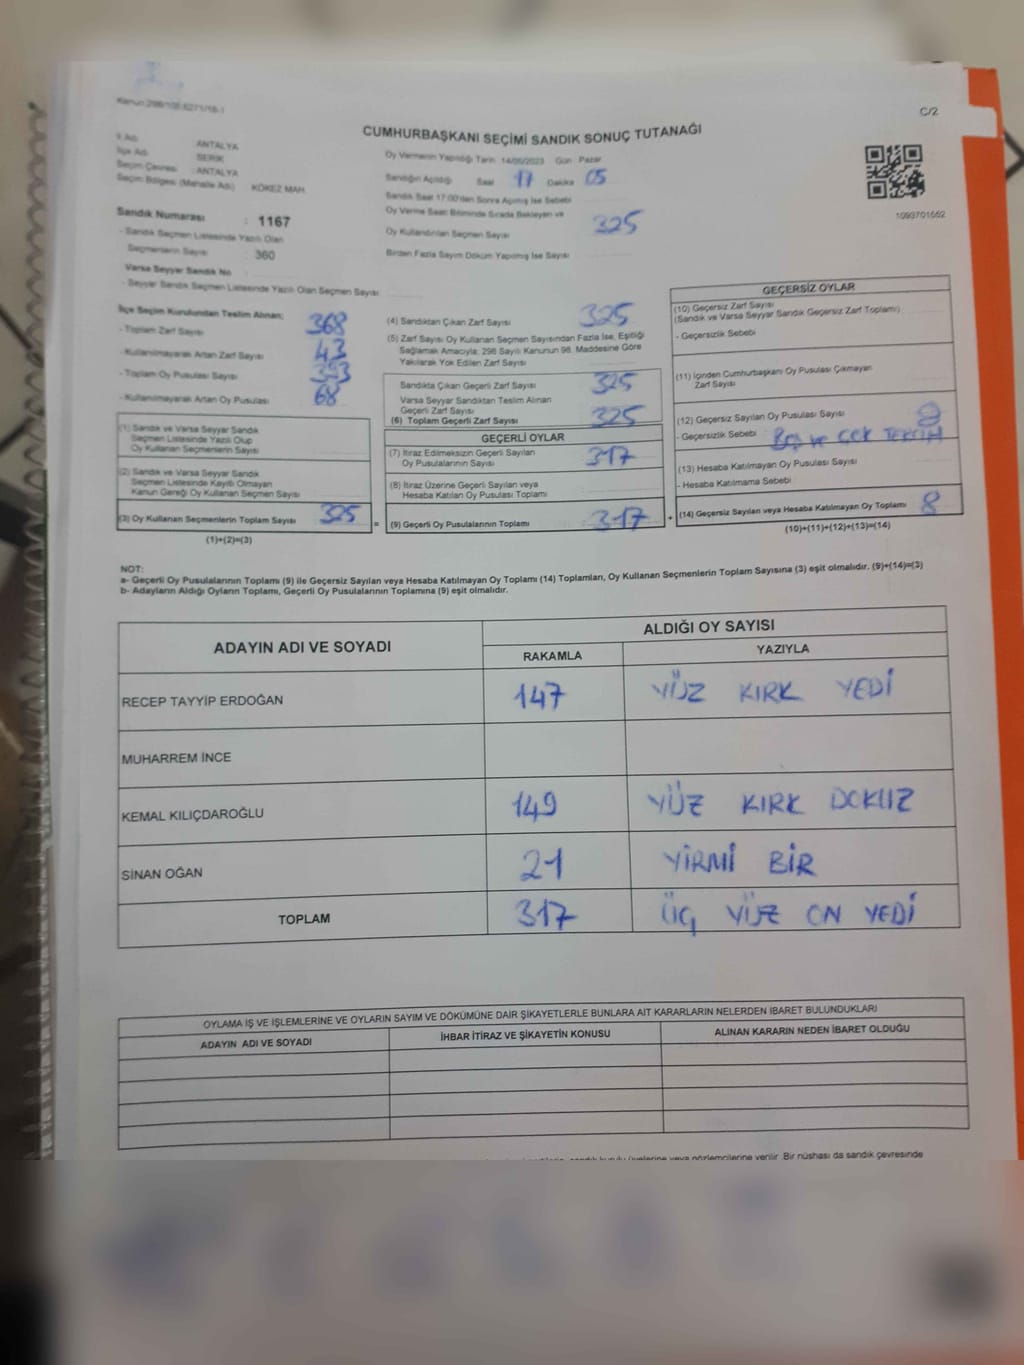 C/2
CUMHURBAŞKANI SEÇİMİ SANDIK SONUÇ TUTANAĞI
İl Adı ANTALYA
İlçe Adı SERİK
Seçim Çevresi : ANTALYA
Seçim Bölgesi (Mahalle Adı) KÖKEZ MAH.
Oy Vermenin Yapıldığı Tarih 14/05/2023 Gün Pazar
Sandığın Açıldığı Saat 17 Dakika 05
Sandık Saat 17:00'den Sonra Açılmış İse Sebebi
Oy Verme Saati Bitiminde Sırada Bekleyen ve
Oy Kullandırılan Seçmen Sayısı 325
Birden Fazla Sayım Döküm Yapılmış İse Sayısı
1093701552
Sandık Numarası : 1167
- Sandık Seçmen Listesinde Yazılı Olan
Seçmenlerin Sayısı : 360
Varsa Seyyar Sandık No
- Seyyar Sandık Seçmen Listesinde Yazılı Olan Seçmen Sayısı
İlçe Seçim Kurulundan Teslim Alınan;
- Toplam Zarf Sayısı 368
- Kullanılmayarak Artan Zarf Sayısı 43
- Toplam Oy Pusulası Sayısı
- Kullanılmayarak Artan Oy Pusulası 68
(1) Sandık ve Varsa Seyyar Sandık
Seçmen Listesinde Yazılı Olup
Oy Kullanan Seçmenlerin Sayısı
(2) Sandık ve Varsa Seyyar Sandık
Seçmen Listesinde Kayıtlı Olmayan
Kanun Gereği Oy Kullanan Seçmen Sayısı
(3) Oy Kullanan Seçmenlerin Toplam Sayısı 325 =
(1)+(2)=(3)
(4) Sandıktan Çıkan Zarf Sayısı 325
(5) Zarf Sayısı Oy Kullanan Seçmen Sayısından Fazla İse, Eşitliği
Sağlamak Amacıyla, 298 Sayılı Kanunun 98. Maddesine Göre
Yakılarak Yok Edilen Zarf Sayısı
Sandıkta Çıkan Geçerli Zarf Sayısı 325
Varsa Seyyar Sandıktan Teslim Alınan
Geçerli Zarf Sayısı
(6) Toplam Geçerli Zarf Sayısı 325
GEÇERLİ OYLAR
(7) İtiraz Edilmeksizin Geçerli Sayılan
Oy Pusulalarının Sayısı 317
(8) İtiraz Üzerine Geçerli Sayılan veya
Hesaba Katılan Oy Pusulası Toplamı
(9) Geçerli Oy Pusulalarının Toplamı 317 +
GEÇERSİZ OYLAR
(10) Geçersiz Zarf Sayısı
(Sandık ve Varsa Seyyar Sandık Geçersiz Zarf Toplamı)
- Geçersizlik Sebebi
(11) İçinden Cumhurbaşkanı Oy Pusulası Çıkmayan
Zarf Sayısı
(12) Geçersiz Sayılan Oy Pusulası Sayısı 8
- Geçersizlik Sebebi Boş ve ÇOK TERCİH
(13) Hesaba Katılmayan Oy Pusulası Sayısı
- Hesaba Katılmama Sebebi
(14) Geçersiz Sayılan veya Hesaba Katılmayan Oy Toplamı 8
(10)+(11)+(12)+(13)=(14)
NOT:
a- Geçerli Oy Pusulalarının Toplamı (9) ile Geçersiz Sayılan veya Hesaba Katılmayan Oy Toplamı (14) Toplamları, Oy Kullanan Seçmenlerin Toplam Sayısına (3) eşit olmalıdır. (9)+(14)=(3)
b- Adayların Aldığı Oyların Toplamı, Geçerli Oy Pusulalarının Toplamına (9) eşit olmalıdır.
ADAYIN ADI VE SOYADI ALDIĞI OY SAYISI
RAKAMLA YAZIYLA
RECEP TAYYİP ERDOĞAN 147 YÜZ KIRK YEDİ
MUHARREM İNCE
KEMAL KILIÇDAROĞLU 149 YÜZ KIRK DOKUZ
SİNAN OĞAN 21 YİRMİ BİR
TOPLAM 317 ÜÇ YÜZ ON YEDİ
OYLAMA İŞ VE İŞLEMLERİNE VE OYLARIN SAYIM VE DÖKÜMÜNE DAİR ŞİKAYETLERLE BUNLARA AİT KARARLARIN NELERDEN İBARET BULUNDUKLARI
ADAYIN ADI VE SOYADI İHBAR İTİRAZ VE ŞİKAYETİN KONUSU ALINAN KARARIN NEDEN İBARET OLDUĞU
sandık kurulu üyelerine veya gözlemcilerine verilir. Bir nüshası da sandık çevresinde